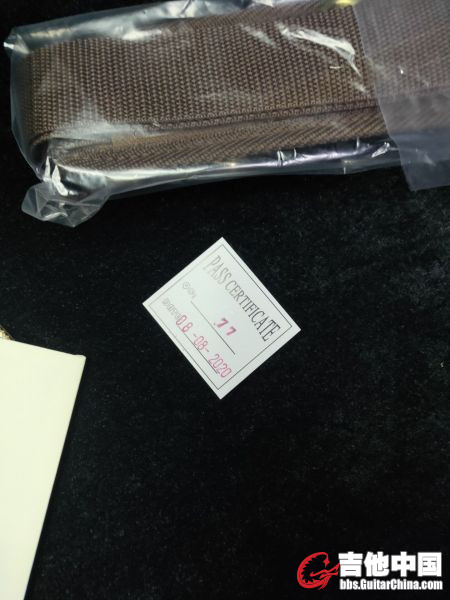 PASS CERTIFICATE
77
08-08-2020
吉他中国
bbs.GuitarChina.com